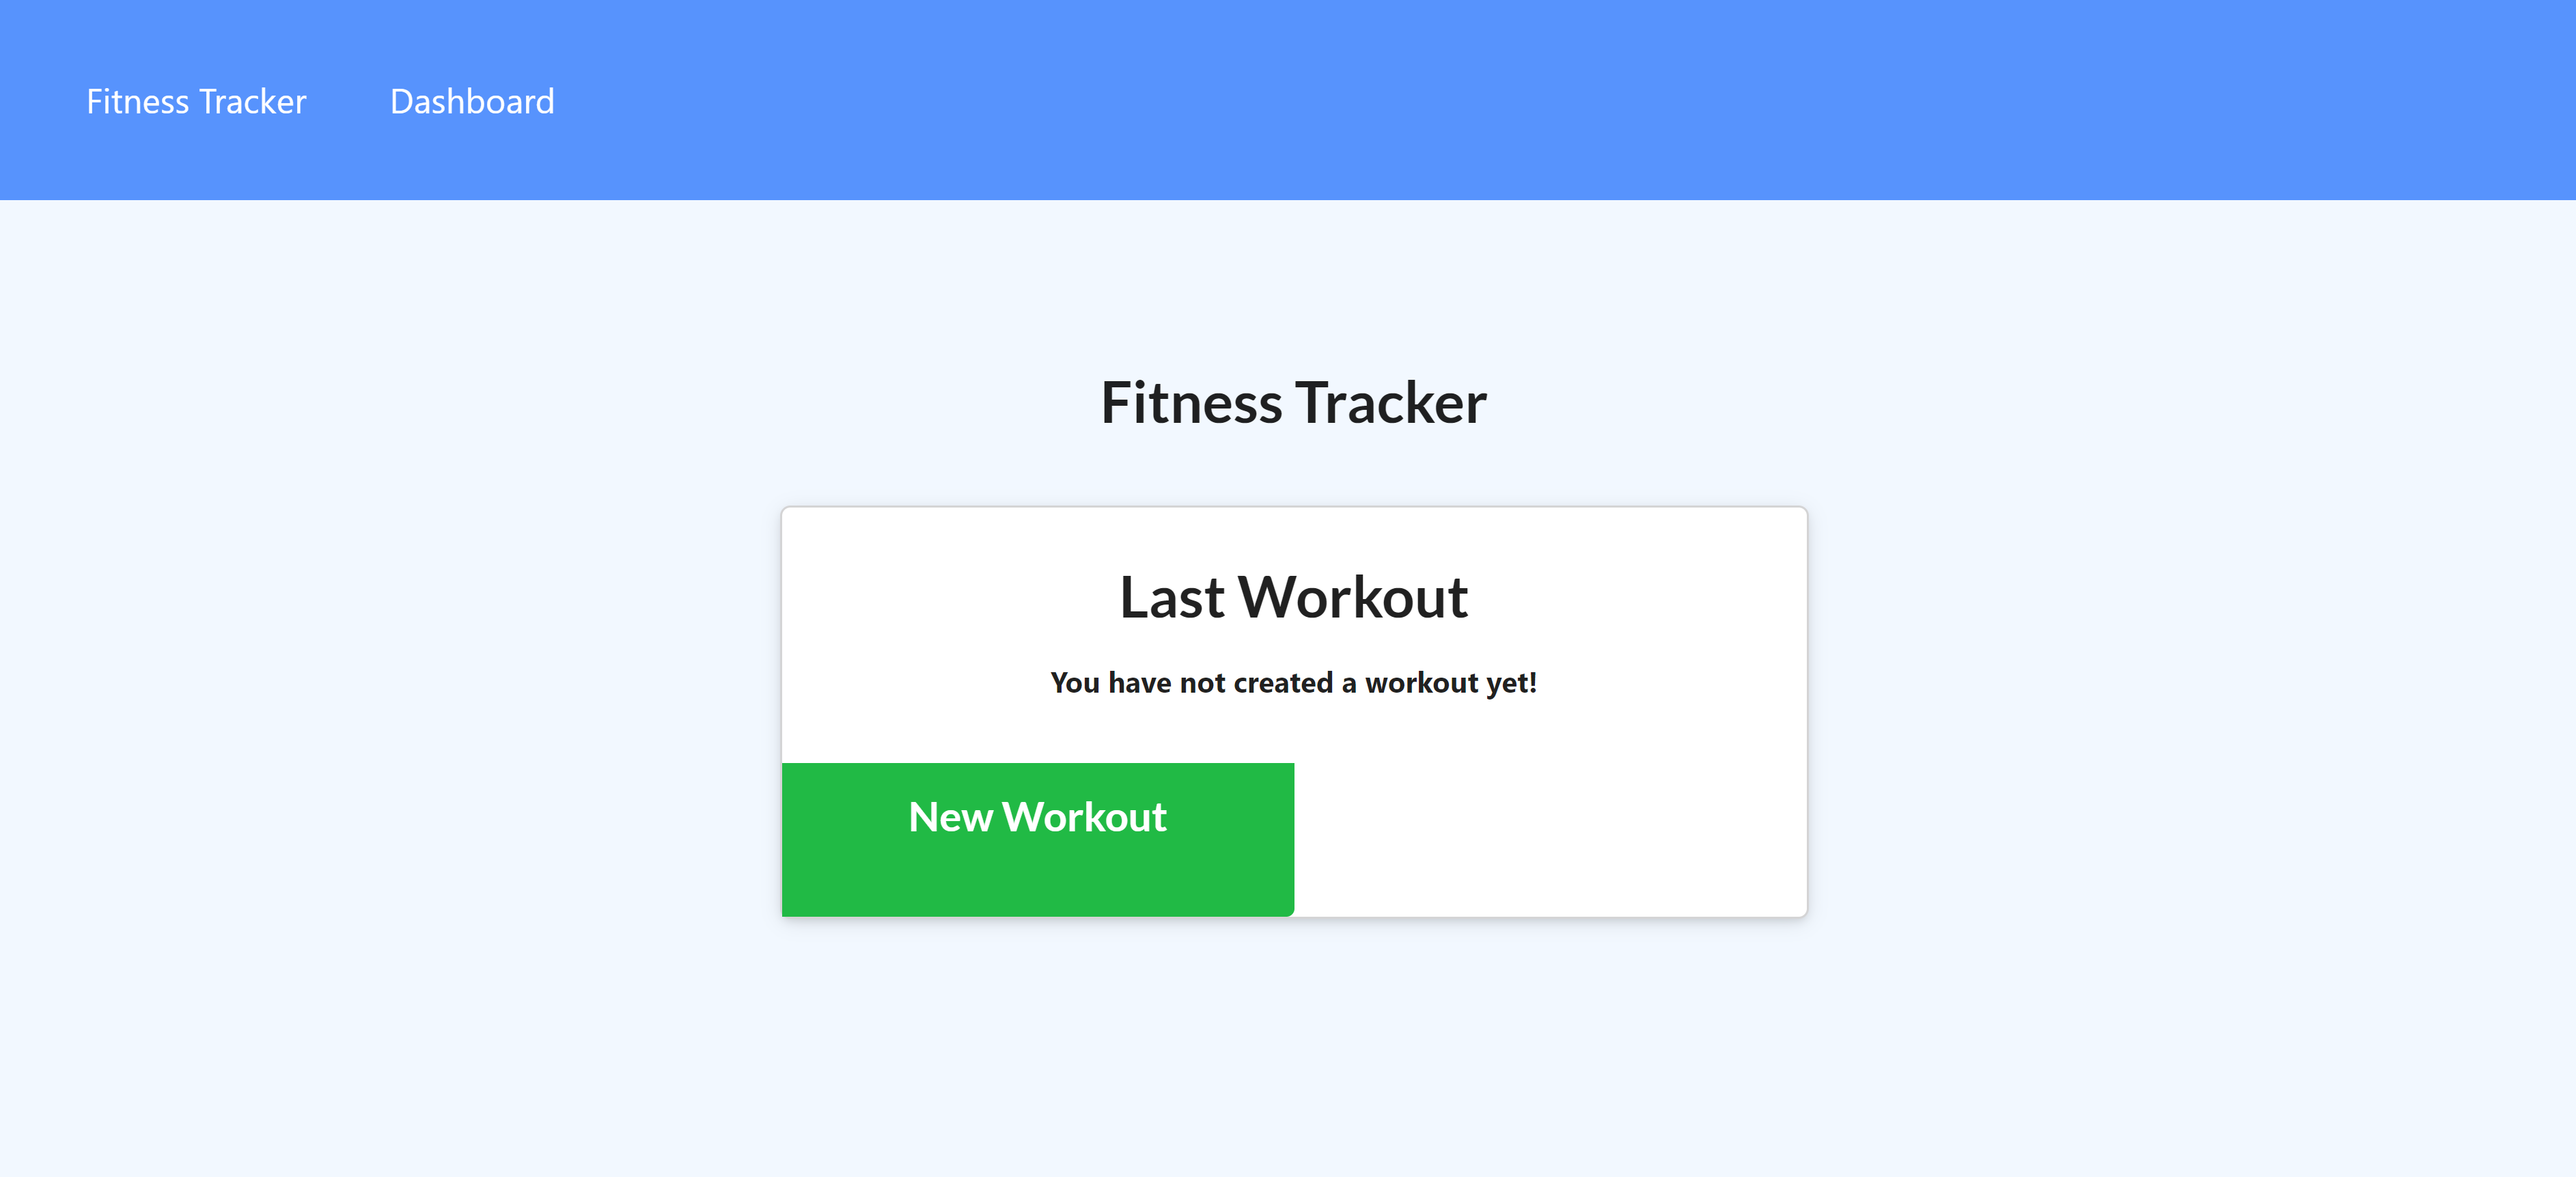 Fitness Tracker Dashboard
Fitness Tracker
Last Workout
You have not created a workout yet!
New Workout